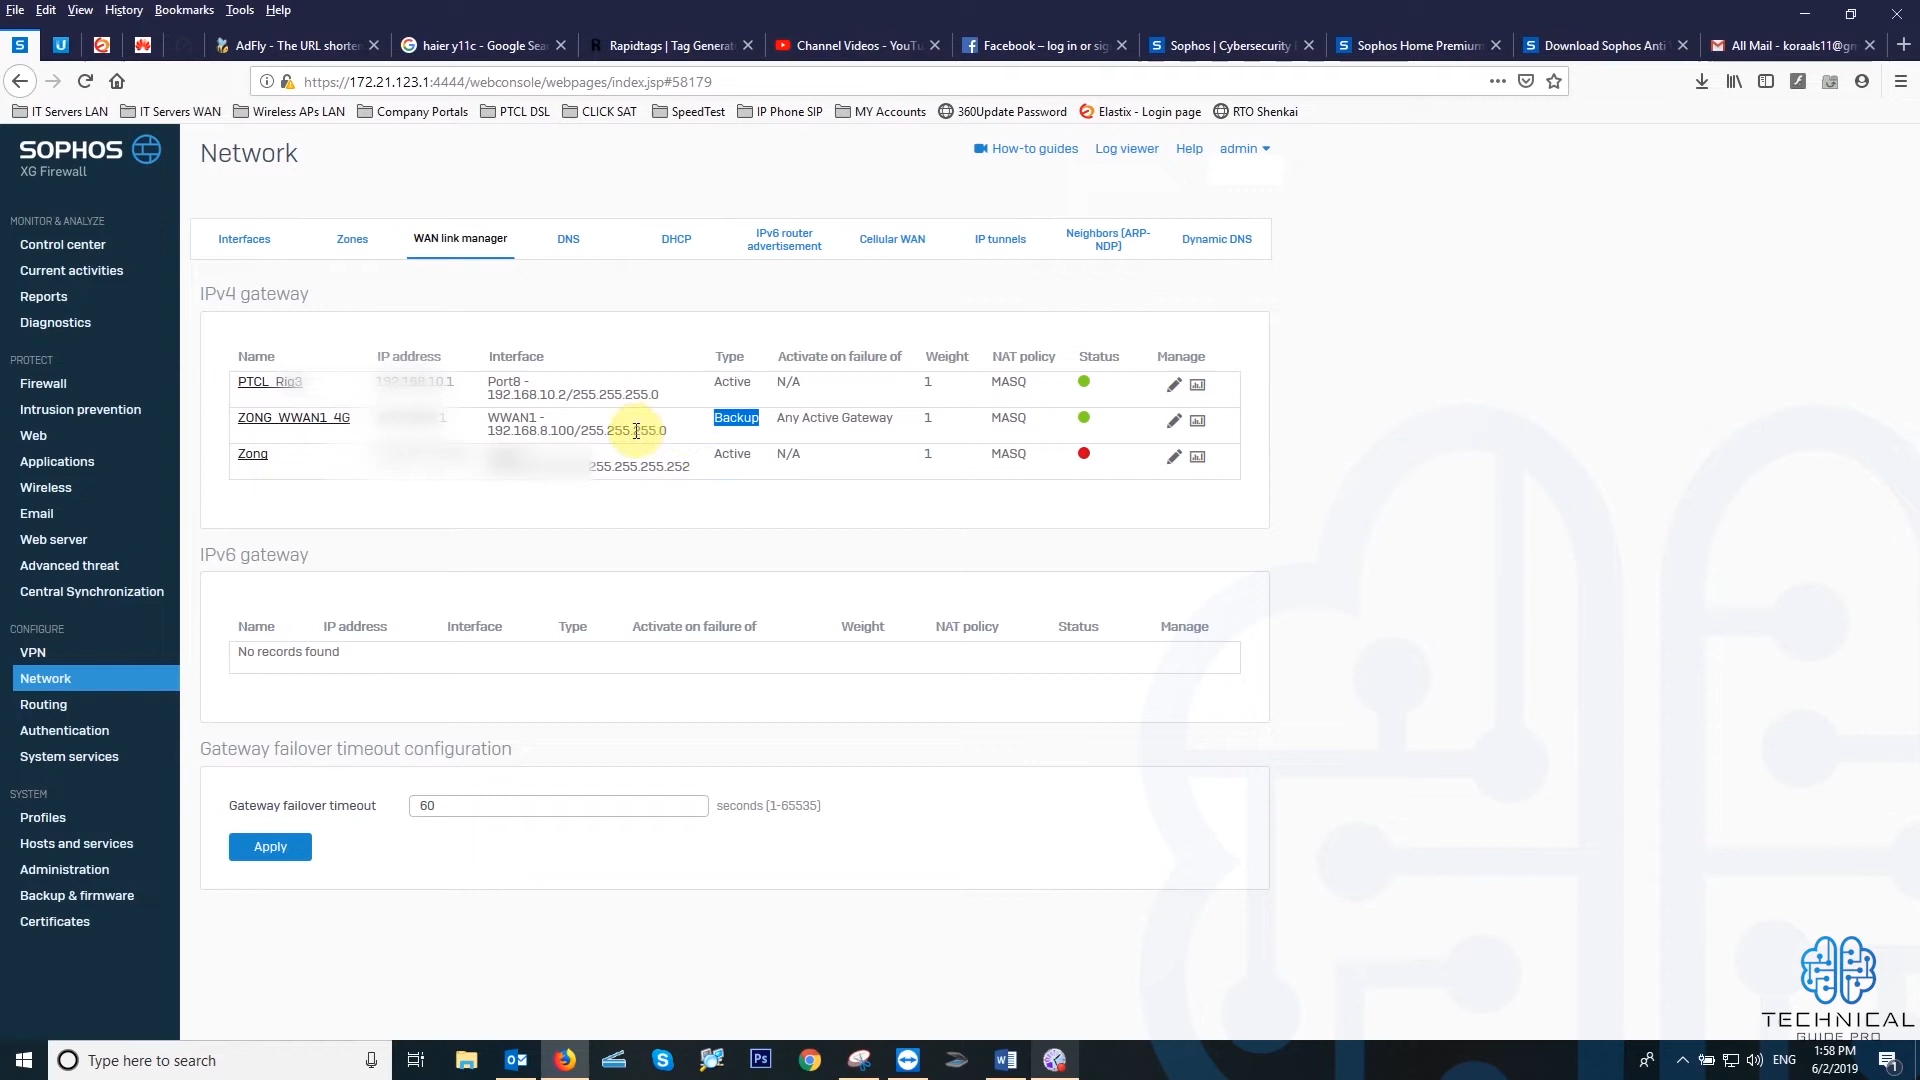 File Edit View History Bookmarks Tools Help
AdFly - The URL shorten
haier y11c - Google Sea
Rapidtags | Tag Generat
Channel Videos - YouTu
Facebook – log in or sig
Sophos | Cybersecurity
Sophos Home Premium
Download Sophos Anti
All Mail - koraals11@gm
https://172.21.123.1:4444/webconsole/webpages/index.jsp#58179
IT Servers LAN IT Servers WAN Wireless APs LAN Company Portals PTCL DSL CLICK SAT SpeedTest IP Phone SIP MY Accounts 360Update Password Elastix - Login page RTO Shenkai
SOPHOS
XG Firewall
MONITOR & ANALYZE
Control center
Current activities
Reports
Diagnostics
PROTECT
Firewall
Intrusion prevention
Web
Applications
Wireless
Email
Web server
Advanced threat
Central Synchronization
CONFIGURE
VPN
Network
Routing
Authentication
System services
SYSTEM
Profiles
Hosts and services
Administration
Backup & firmware
Certificates
Network
How-to guides Log viewer Help admin
Interfaces Zones WAN link manager DNS DHCP IPv6 router advertisement Cellular WAN IP tunnels Neighbors (ARP-NDP) Dynamic DNS
IPv4 gateway
Name IP address Interface Type Activate on failure of Weight NAT policy Status Manage
PTCL_Rig3 192.168.10.1 Port8 - Active N/A 1 MASQ
192.168.10.2/255.255.255.0
ZONG_WWAN1_4G 1 WWAN1 - Backup Any Active Gateway 1 MASQ
192.168.8.100/255.255.255.0
Zong Active N/A 1 MASQ
255.255.255.252
IPv6 gateway
Name IP address Interface Type Activate on failure of Weight NAT policy Status Manage
No records found
Gateway failover timeout configuration
Gateway failover timeout 60 seconds (1-65535)
Apply
TECHNICAL
GUIDE PRO
Type here to search
ENG
1:58 PM
6/2/2019
1